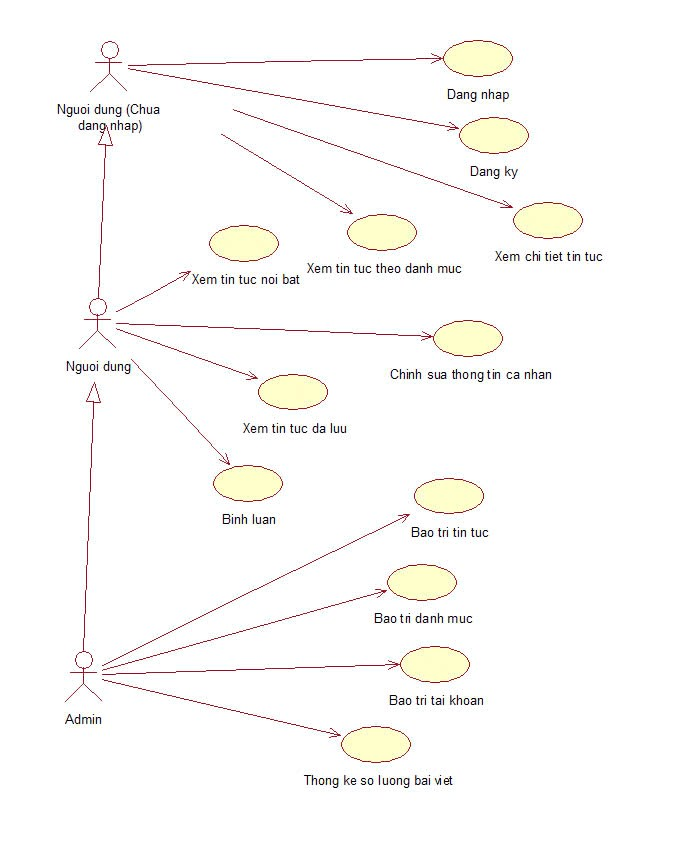 Dang nhap
Nguoi dung (Chua
dang nhap)
Dang ky
Xem chi tiet tin tuc
Xem tin tuc theo danh muc
Xem tin tuc noi bat
Nguoi dung
Chinh sua thong tin ca nhan
Xem tin tuc da luu
Binh luan
Bao tri tin tuc
Bao tri danh muc
Bao tri tai khoan
Admin
Thong ke so luong bai viet